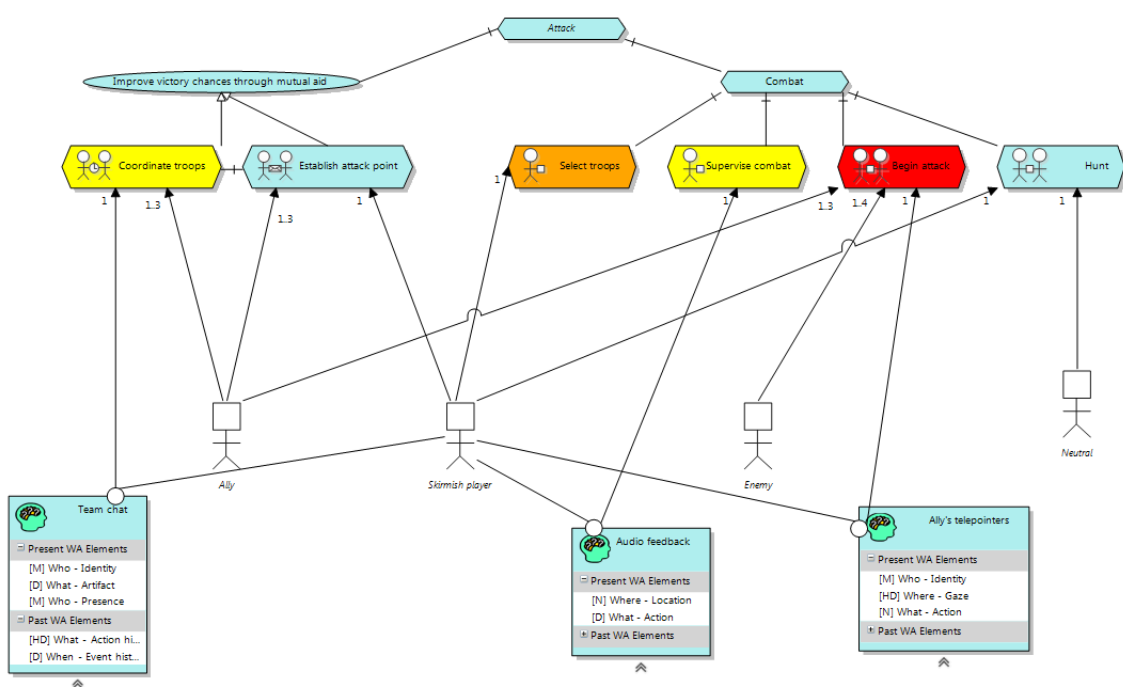 Attack
Improve victory chances through mutual aid
Combat
Coordinate troops
Establish attack point
Select troops
Supervise combat
Begin attack
Hunt
1
1.3
1.3
1
1
1
1.3
1.4
1
1
1
Ally
Skirmish player
Enemy
Neutral
Team chat
Present WA Elements
[M] Who - Identity
[D] What - Artifact
[M] Who - Presence
Past WA Elements
[HD] What - Action hi...
[D] When - Event hist...
Audio feedback
Present WA Elements
[N] Where - Location
[D] What - Action
Past WA Elements
Ally's telepointers
Present WA Elements
[M] Who - Identity
[HD] Where - Gaze
[N] What - Action
Past WA Elements